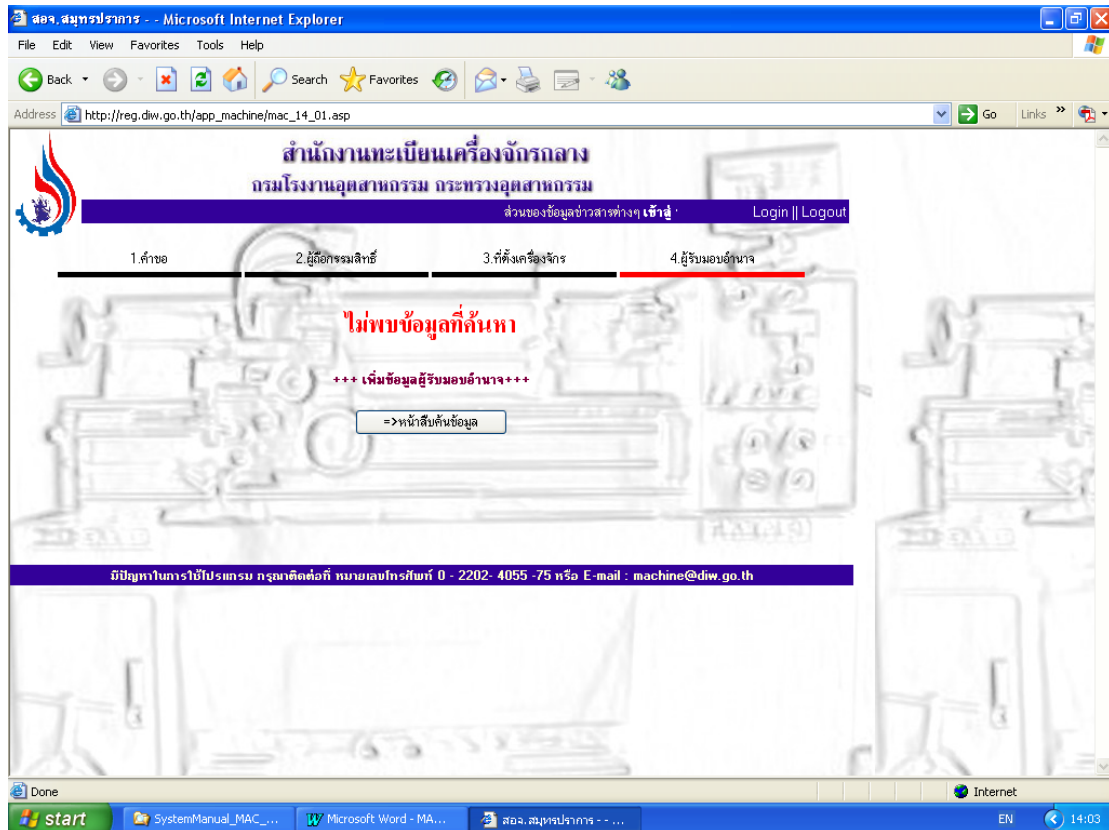 สอจ.สมุทรปราการ - - Microsoft Internet Explorer
File Edit View Favorites Tools Help
Back Search Favorites
Address http://reg.diw.go.th/app_machine/mac_14_01.asp Go Links »
สำนักงานทะเบียนเครื่องจักรกลาง
กรมโรงงานอุตสาหกรรม กระทรวงอุตสาหกรรม
ส่วนของข้อมูลข่าวสารต่างๆ เข้าสู่ Login || Logout
1.คำขอ 2.ผู้ถือกรรมสิทธิ์ 3.ที่ตั้งเครื่องจักร 4.ผู้รับมอบอำนาจ
ไม่พบข้อมูลที่ค้นหา
+++ เพิ่มข้อมูลผู้รับมอบอำนาจ+++
=>หน้าสืบค้นข้อมูล
มีปัญหาในการใช้โปรแกรม กรุณาติดต่อที่ หมายเลขโทรศัพท์ 0 - 2202- 4055 -75 หรือ E-mail : machine@diw.go.th
Done Internet
start SystemManual_MAC_... Microsoft Word - MA... สอจ.สมุทรปราการ - - ... EN 14:03